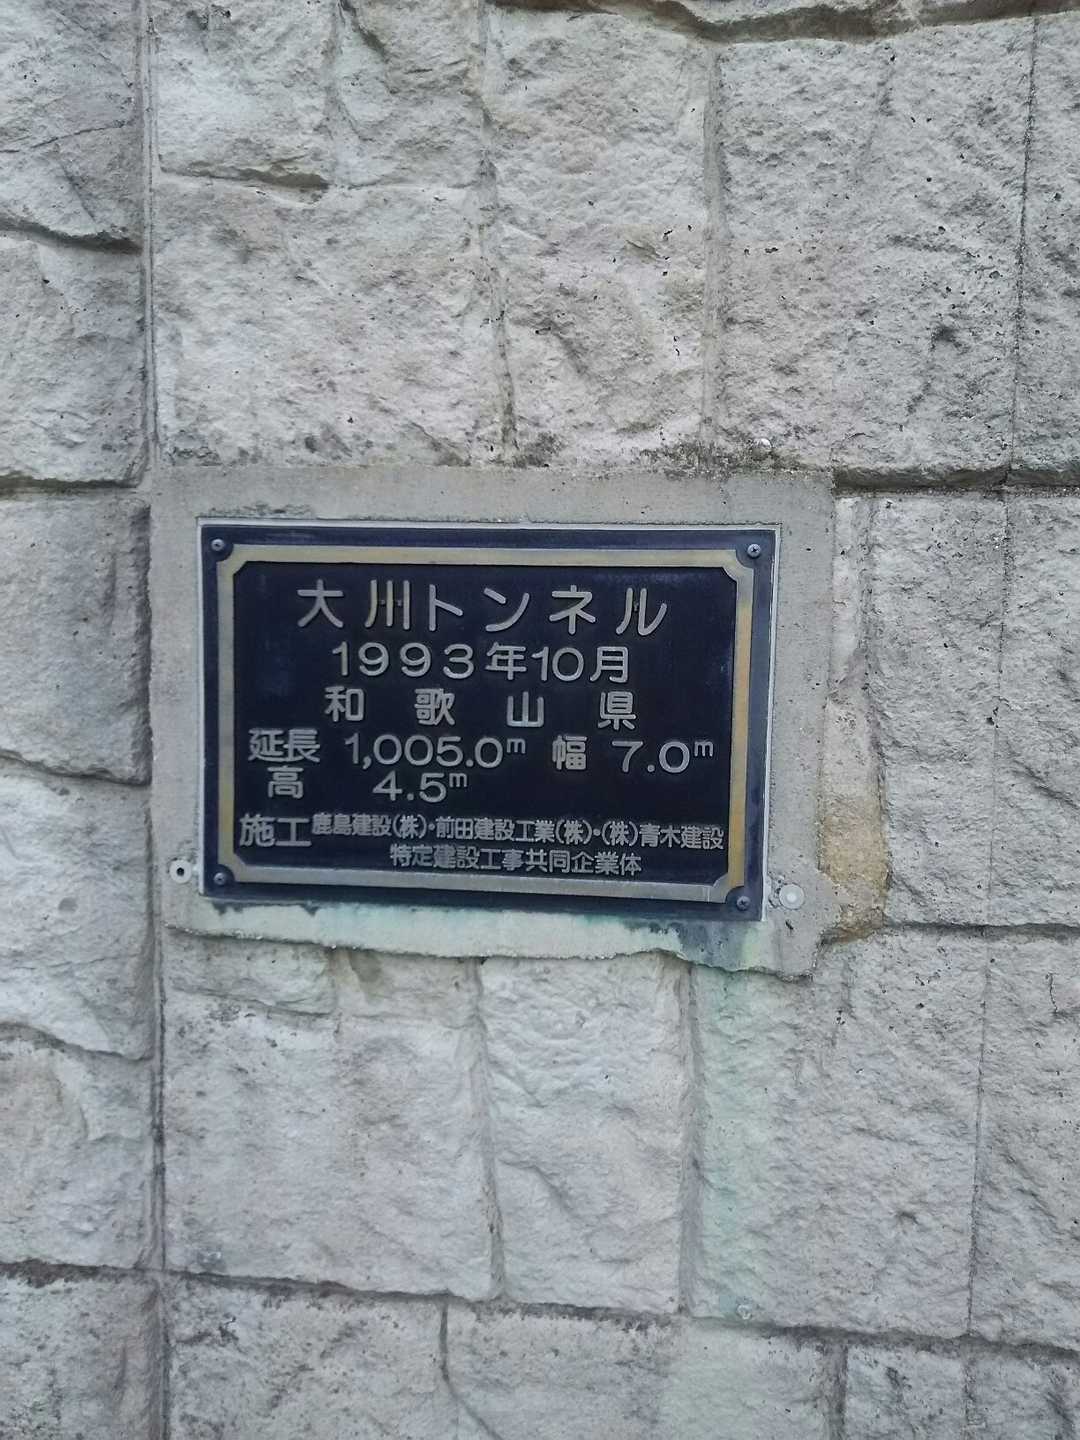 大川トンネル
1993年10月
和歌山県
延長 1,005.0m 幅 7.0m
高 4.5m
施工 鹿島建設(株)・前田建設工業(株)・(株)青木建設
特定建設工事共同企業体